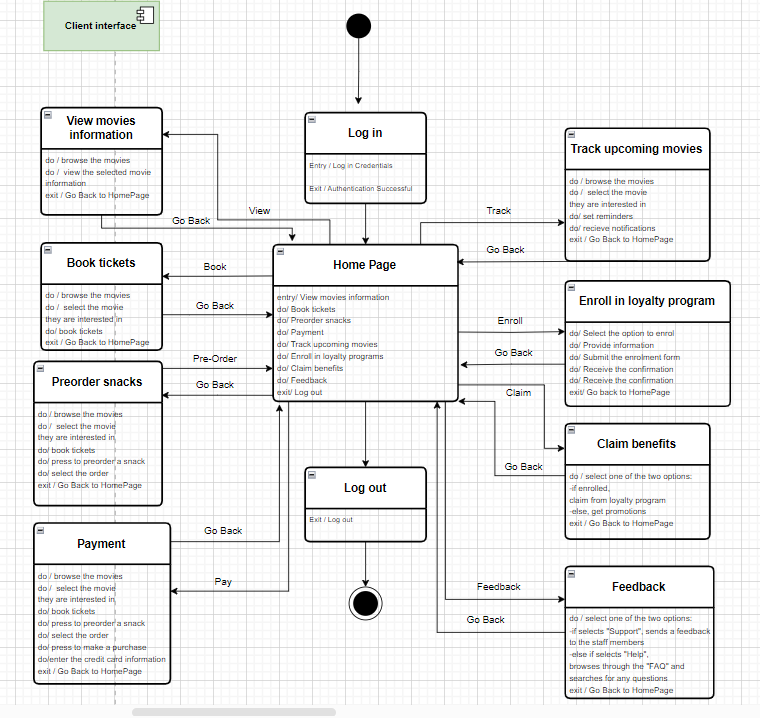 Client interface
View movies
information
do / browse the movies
do /  view the selected movie
information
exit / Go Back to HomePage
Log in
Entry / Log in Credentials
Exit / Authentication Successful
Track upcoming movies
do / browse the movies
do /  select the movie
they are interested in
do/ set reminders
do/ recieve notifications
exit / Go Back to HomePage
Go Back
View
Track
Go Back
Book tickets
do / browse the movies
do /  select the movie
they are interested in
do/ book tickets
exit / Go Back to HomePage
Book
Go Back
Home Page
entry/ View movies information
do/ Book tickets
do/ Preorder snacks
do/ Payment
do/ Track upcoming movies
do/ Enroll in loyalty programs
do/ Claim benefits
do/ Feedback
exit/ Log out
Enroll
Go Back
Enroll in loyalty program
do/ Select the option to enrol
do/ Provide information
do/ Submit the enrolment form
do/ Receive the confirmation
do/ Receive the confirmation
exit/ Go back to HomePage
Preorder snacks
do / browse the movies
do /  select the movie
they are interested in
do/ book tickets
do/ press to preorder a snack
do/ select the order
exit / Go Back to HomePage
Pre-Order
Go Back
Claim
Go Back
Claim benefits
do / select one of the two options:
-if enrolled,
claim from loyalty program
-else, get promotions
exit / Go Back to HomePage
Log out
Exit / Log out
Payment
do / browse the movies
do /  select the movie
they are interested in
do/ book tickets
do/ press to preorder a snack
do/ select the order
do/ press to make a purchase
do/enter the credit card information
exit / Go Back to HomePage
Go Back
Pay
Feedback
Go Back
Feedback
do / select one of the two options:
-if selects "Support", sends a feedback
to the staff members
-else if selects "Help",
browses through the "FAQ" and
searches for any questions
exit / Go Back to HomePage